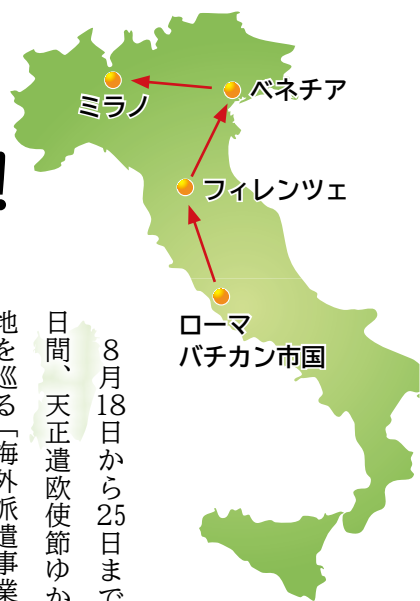 !
ミラノ
ベネチア
フィレンツェ
ローマ
バチカン市国
8月18日から25日まで
日間、天正遣欧使節ゆか
地を巡る「海外派遣事業